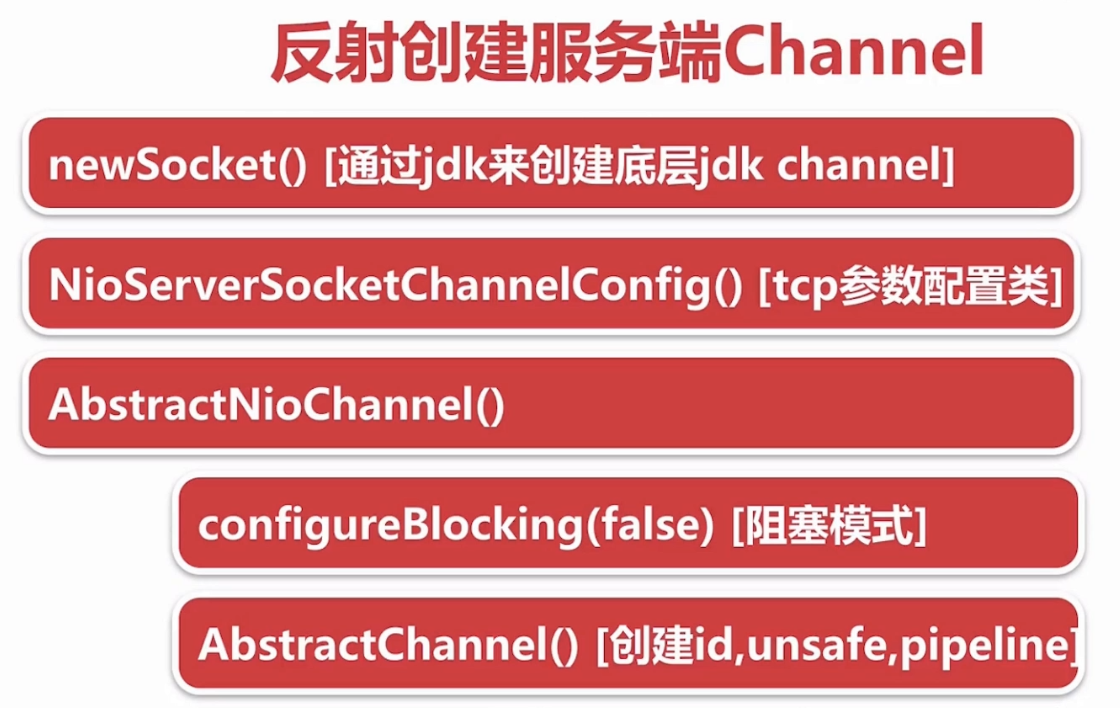 反射创建服务端Channel
newSocket() [通过jdk来创建底层jdk channel]
NioServerSocketChannelConfig() [tcp参数配置类]
AbstractNioChannel()
configureBlocking(false) [阻塞模式]
AbstractChannel() [创建id,unsafe,pipeline]